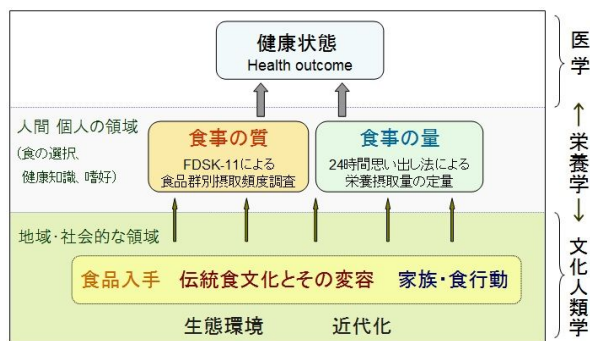 健康状態
Health outcome
人間 個人の領域
(食の選択、
健康知識、嗜好)
食事の質
FDSK-11による
食品群別摂取頻度調査
食事の量
24時間思い出し法による
栄養摂取量の定量
地域・社会的な領域
食品入手 伝統食文化とその変容 家族・食行動
生態環境 近代化
医学
←栄養学→
文化人類学